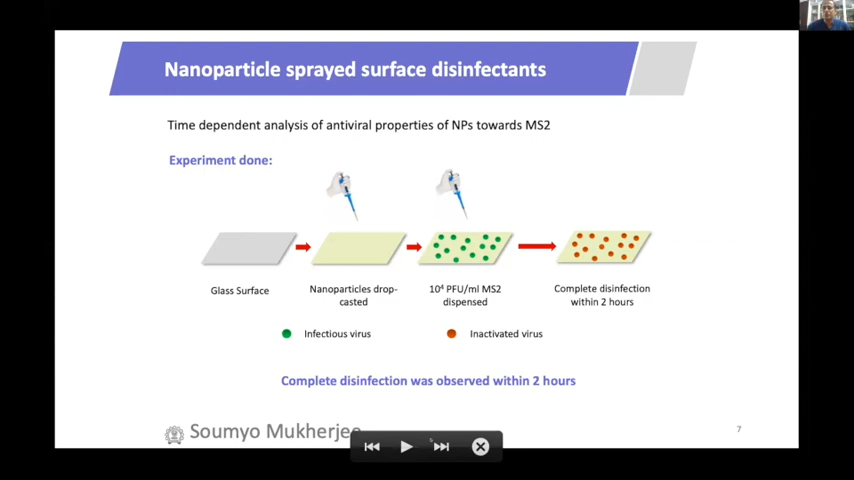 Nanoparticle sprayed surface disinfectants
Time dependent analysis of antiviral properties of NPs towards MS2
Experiment done:
Glass Surface
Nanoparticles drop-
casted
10⁴ PFU/ml MS2
dispensed
Complete disinfection
within 2 hours
Infectious virus
Inactivated virus
Complete disinfection was observed within 2 hours
Soumyo Mukherjee
7